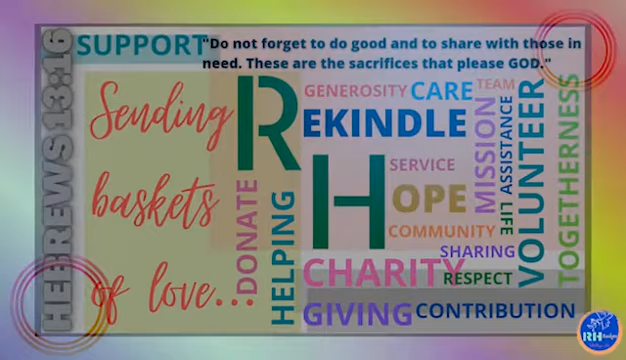 HEBREWS 13:16
SUPPORT
"Do not forget to do good and to share with those in
need. These are the sacrifices that please GOD."
Sending
baskets
of love...
REKINDLE
HOPE
GENEROSITY
CARE
TEAM
MISSION
ASSISTANCE
LIFE
VOLUNTEER
TOGETHERNESS
SERVICE
COMMUNITY
SHARING
DONATE
HELPING
CHARITY
RESPECT
GIVING
CONTRIBUTION
RH